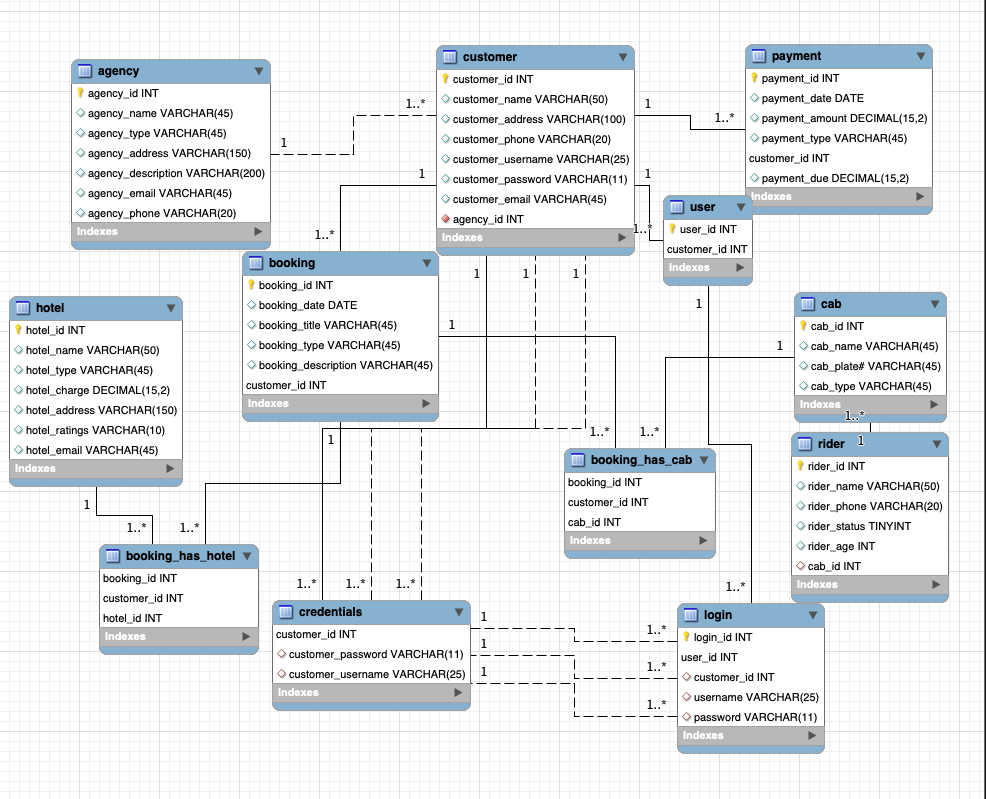 agency
agency_id INT
agency_name VARCHAR(45)
agency_type VARCHAR(45)
agency_address VARCHAR(150)
agency_description VARCHAR(200)
agency_email VARCHAR(45)
agency_phone VARCHAR(20)
Indexes
1
1..*
customer
customer_id INT
customer_name VARCHAR(50)
customer_address VARCHAR(100)
customer_phone VARCHAR(20)
customer_username VARCHAR(25)
customer_password VARCHAR(11)
customer_email VARCHAR(45)
agency_id INT
Indexes
1
1..*
payment
payment_id INT
payment_date DATE
payment_amount DECIMAL(15,2)
payment_type VARCHAR(45)
customer_id INT
payment_due DECIMAL(15,2)
Indexes
1
1..*
user
user_id INT
customer_id INT
Indexes
1
1..*
booking
booking_id INT
booking_date DATE
booking_title VARCHAR(45)
booking_type VARCHAR(45)
booking_description VARCHAR(45)
customer_id INT
Indexes
1
1
1
1
1
hotel
hotel_id INT
hotel_name VARCHAR(50)
hotel_type VARCHAR(45)
hotel_charge DECIMAL(15,2)
hotel_address VARCHAR(150)
hotel_ratings VARCHAR(10)
hotel_email VARCHAR(45)
Indexes
cab
cab_id INT
cab_name VARCHAR(45)
cab_plate# VARCHAR(45)
cab_type VARCHAR(45)
Indexes
1
1..*
1
rider
rider_id INT
rider_name VARCHAR(50)
rider_phone VARCHAR(20)
rider_status TINYINT
rider_age INT
cab_id INT
Indexes
1..*
1..*
booking_has_cab
booking_id INT
customer_id INT
cab_id INT
Indexes
1
1
1..*
1..*
booking_has_hotel
booking_id INT
customer_id INT
hotel_id INT
Indexes
1..*
1..*
1..*
credentials
customer_id INT
customer_password VARCHAR(11)
customer_username VARCHAR(25)
Indexes
1
1
1
1..*
1..*
1..*
1..*
login
login_id INT
user_id INT
customer_id INT
username VARCHAR(25)
password VARCHAR(11)
Indexes